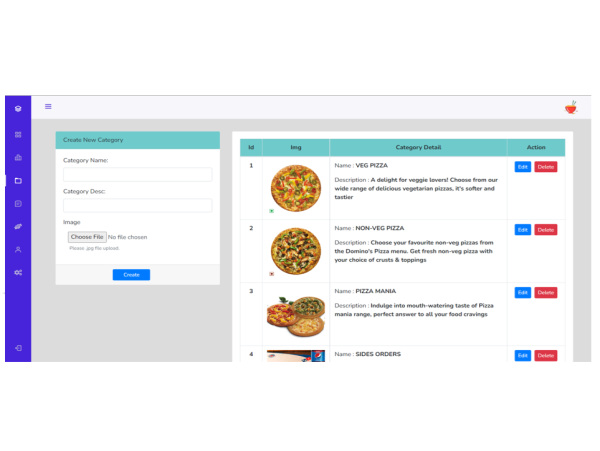 Create New Category
Category Name:
Category Desc:
Image
Choose File No file chosen
Please .jpg file upload.
Create
Id Img Category Detail Action
1 Name : VEG PIZZA Edit Delete
Description : A delight for veggie lovers! Choose from our
wide range of delicious vegetarian pizzas, it's softer and
tastier
2 Name : NON-VEG PIZZA Edit Delete
Description : Choose your favourite non-veg pizzas from
the Domino's Pizza menu. Get fresh non-veg pizza with
your choice of crusts & toppings
3 Name : PIZZA MANIA Edit Delete
Description : Indulge into mouth-watering taste of Pizza
mania range, perfect answer to all your food cravings
4 Name : SIDES ORDERS Edit Delete